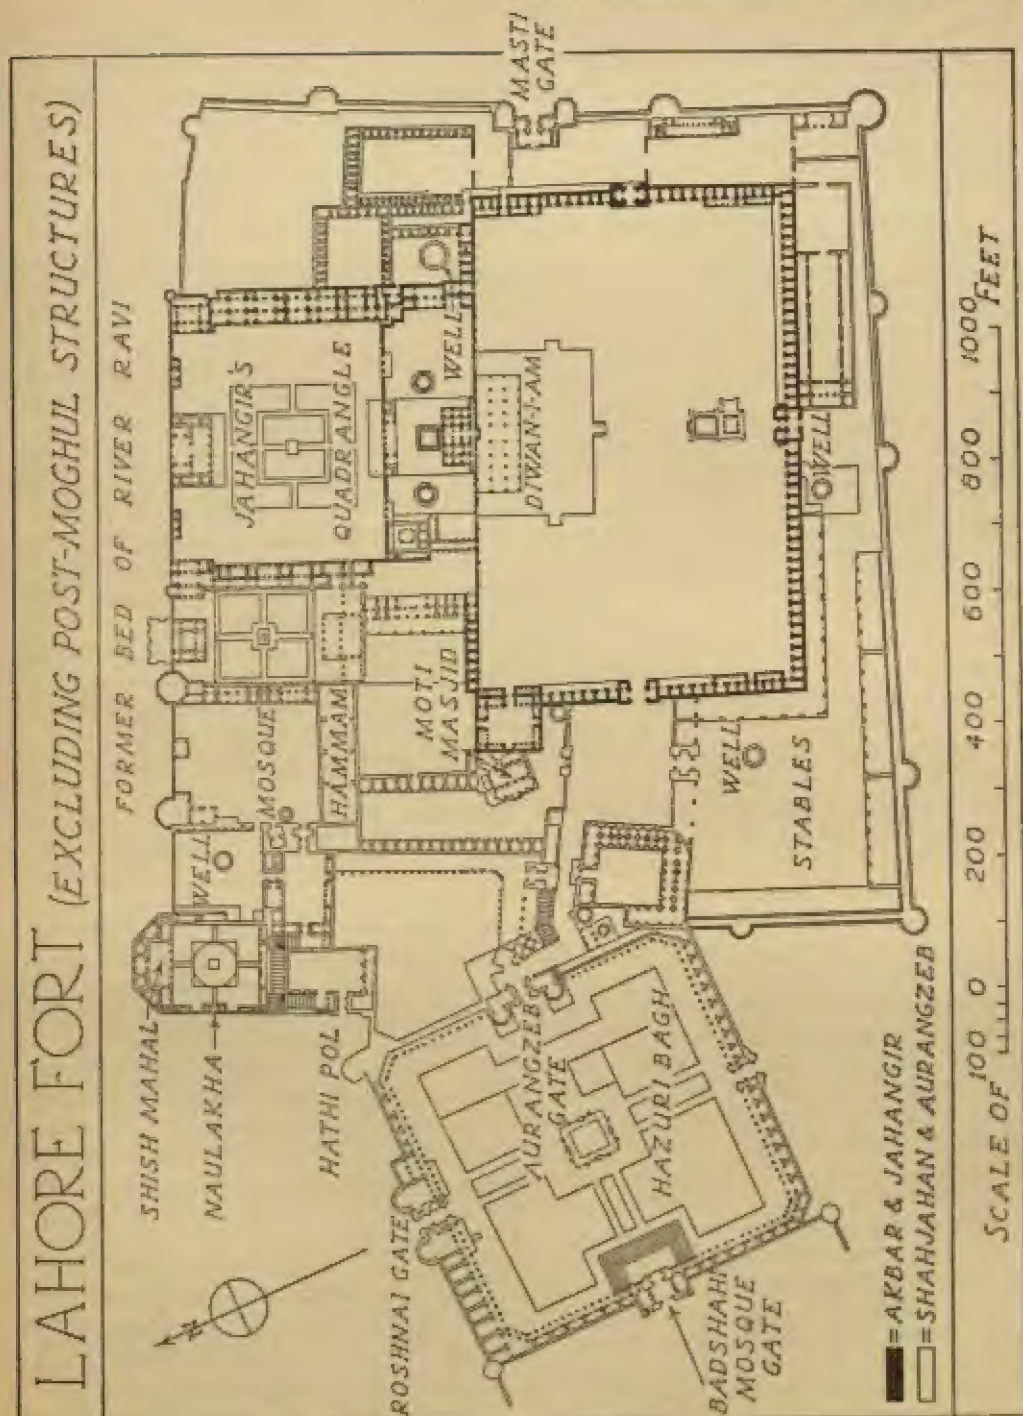 LAHORE FORT (EXCLUDING POST-MOGHUL STRUCTURES)
FORMER BED OF RIVER RAVI
SHISH MAHAL
NAULAKHA
HATHI POL
ROSHNAI GATE
N
WELL
MOSQUE
HAMMAM
MOTI
MASJID
JAHANGIR'S
QUADRANGLE
WELL
DIWAN-I-AM
MASTI
GATE
WELL
WELL
STABLES
AURANGZEB
GATE
HAZURI BAGH
BADSHAHI
MOSQUE
GATE
=AKBAR & JAHANGIR
=SHAHJAHAN & AURANGZEB
SCALE OF 100 0 200 400 600 800 1000 FEET